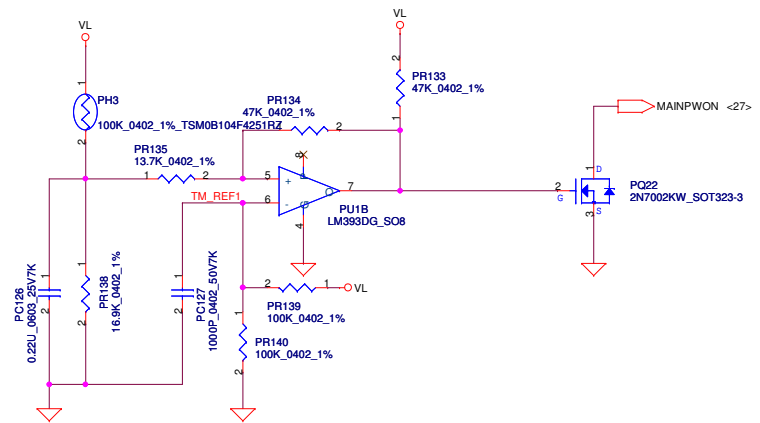 VL
VL
1
PH3
100K_0402_1%_TSM0B104F4251RZ
2
PR134
47K_0402_1%
2
2
PR133
47K_0402_1%
1
MAINPWON <27>
PR135
13.7K_0402_1%
1 2
8
5
+
TM_REF1
6
-
7
PU1B
LM393DG_SO8
4
2
G
1
D
S
3
PQ22
2N7002KW_SOT323-3
1
PC126
0.22U_0603_25V7K
2
1
PR138
16.9K_0402_1%
2
1
PC127
1000P_0402_50V7K
2
2 1
VL
PR139
100K_0402_1%
1
PR140
100K_0402_1%
2